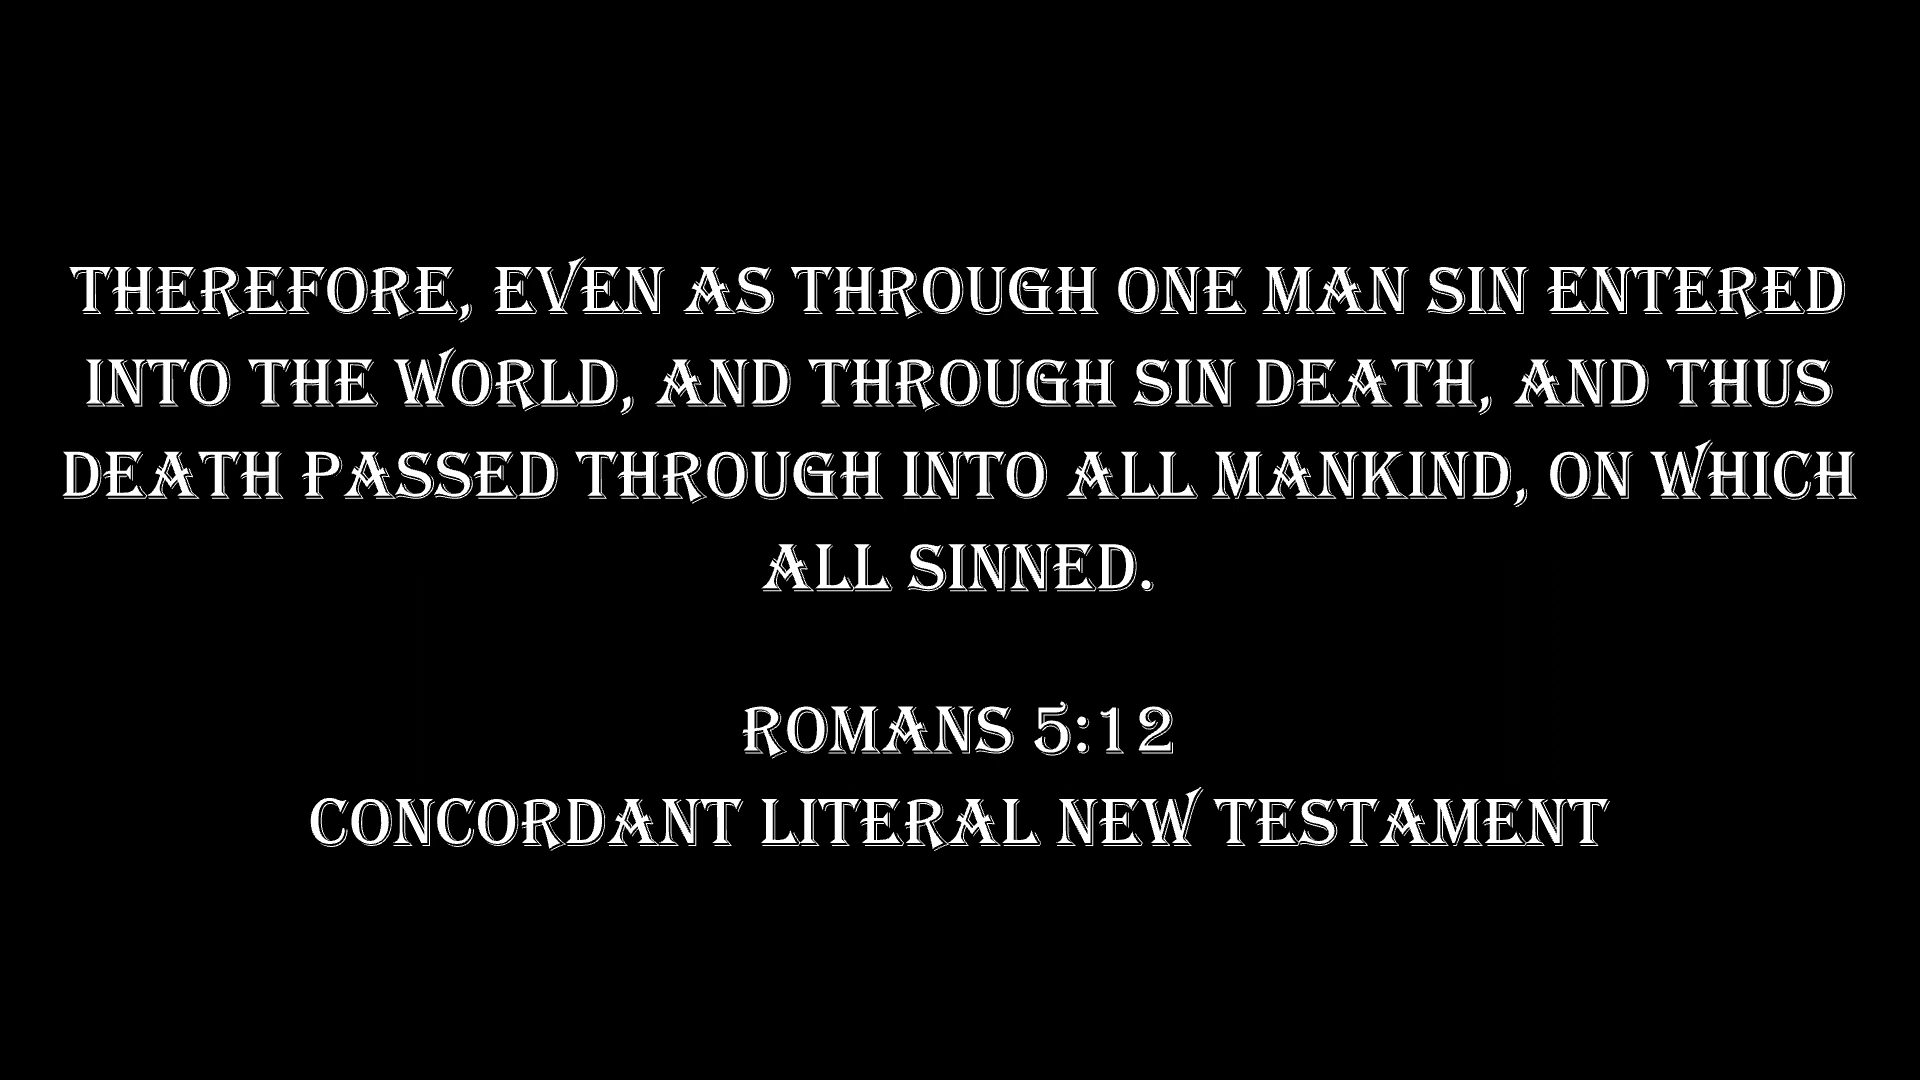 THEREFORE, EVEN AS THROUGH ONE MAN SIN ENTERED
INTO THE WORLD, AND THROUGH SIN DEATH, AND THUS
DEATH PASSED THROUGH INTO ALL MANKIND, ON WHICH
ALL SINNED.
ROMANS 5:12
CONCORDANT LITERAL NEW TESTAMENT